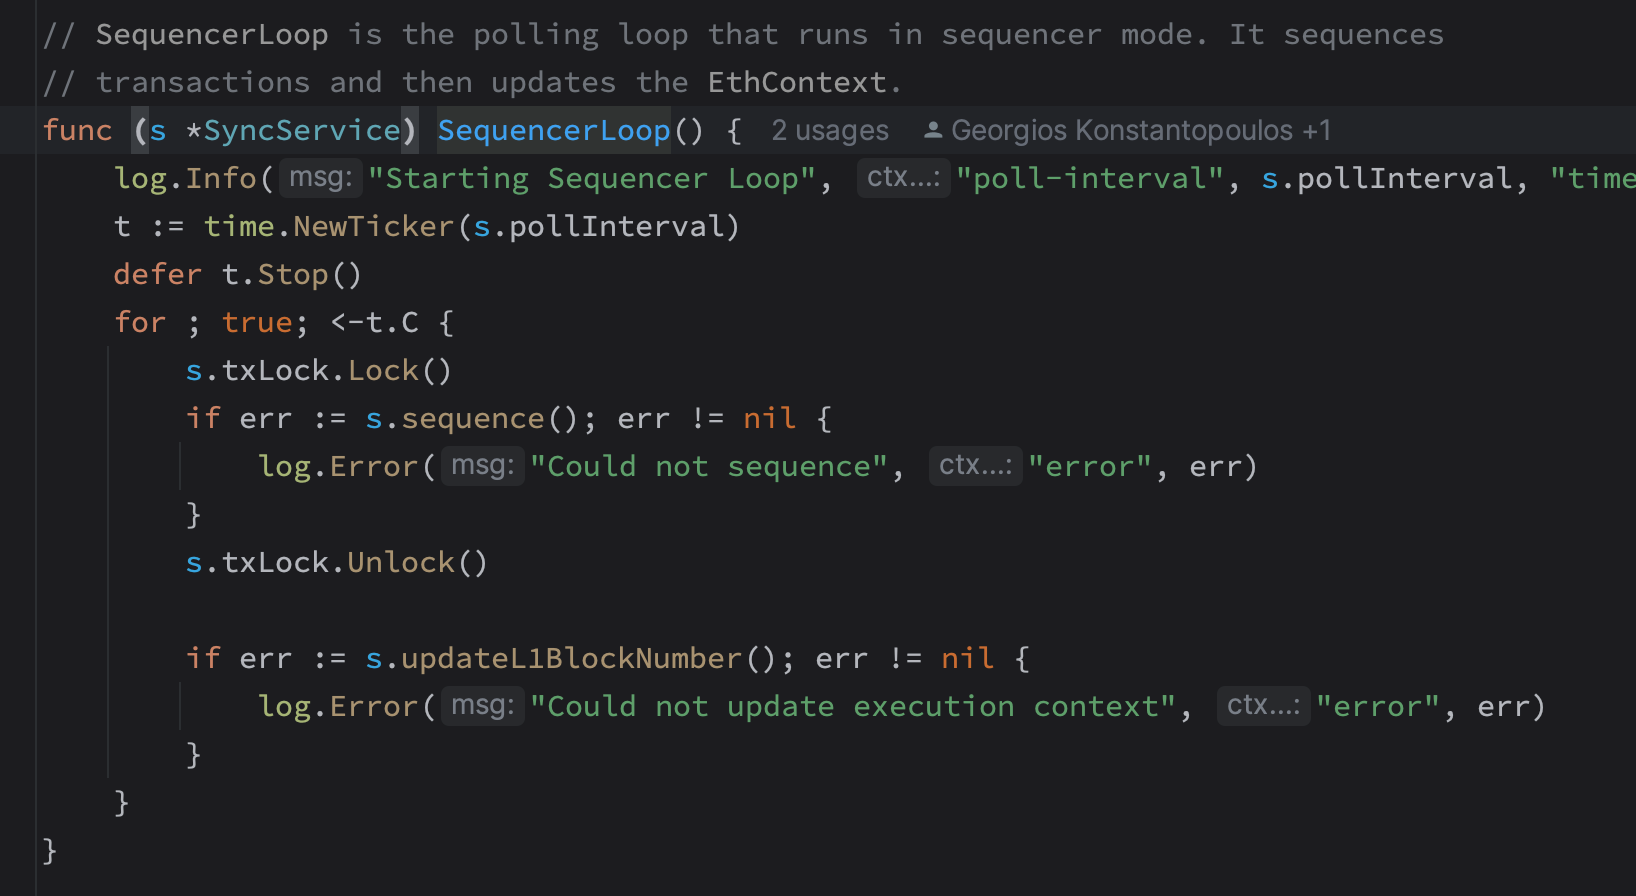 // SequencerLoop is the polling loop that runs in sequencer mode. It sequences
// transactions and then updates the EthContext.
func (s *SyncService) SequencerLoop() { 2 usages Georgios Konstantopoulos +1
log.Info( msg: "Starting Sequencer Loop", ctx...: "poll-interval", s.pollInterval, "time
t := time.NewTicker(s.pollInterval)
defer t.Stop()
for ; true; <-t.C {
s.txLock.Lock()
if err := s.sequence(); err != nil {
log.Error( msg: "Could not sequence", ctx...: "error", err)
}
s.txLock.Unlock()
if err := s.updateL1BlockNumber(); err != nil {
log.Error( msg: "Could not update execution context", ctx...: "error", err)
}
}
}